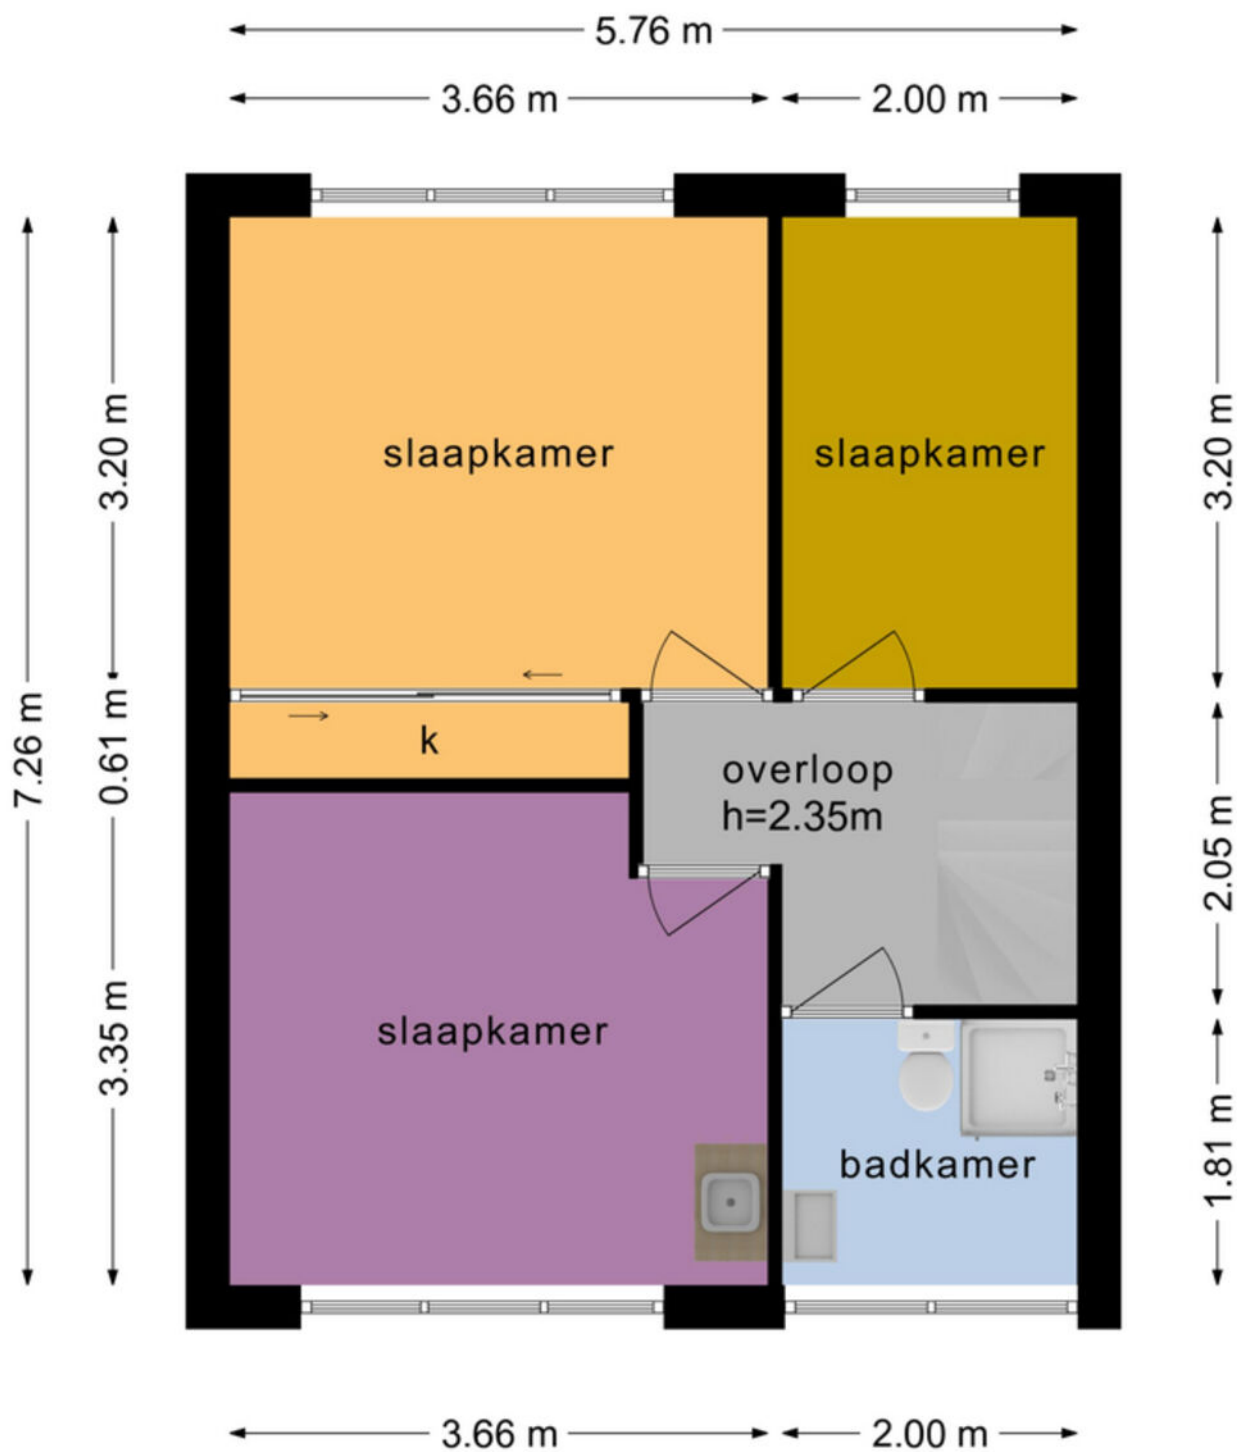 5.76 m
3.66 m
2.00 m
3.20 m
3.20 m
slaapkamer
slaapkamer
7.26 m
0.61 m
k
overloop
h=2.35m
2.05 m
3.35 m
slaapkamer
badkamer
1.81 m
3.66 m
2.00 m